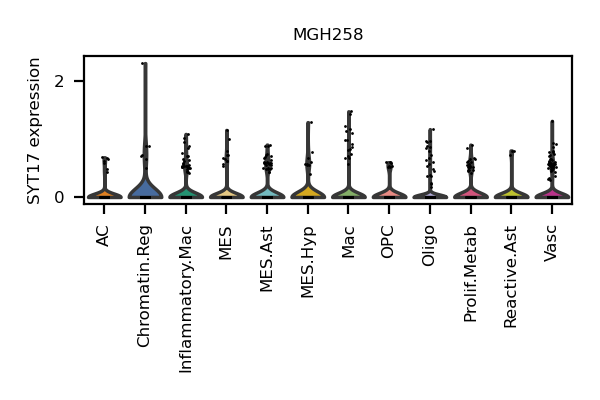 MGH258
SYT17 expression
2
0
AC
Chromatin.Reg
Inflammatory.Mac
MES
MES.Ast
MES.Hyp
Mac
OPC
Oligo
Prolif.Metab
Reactive.Ast
Vasc